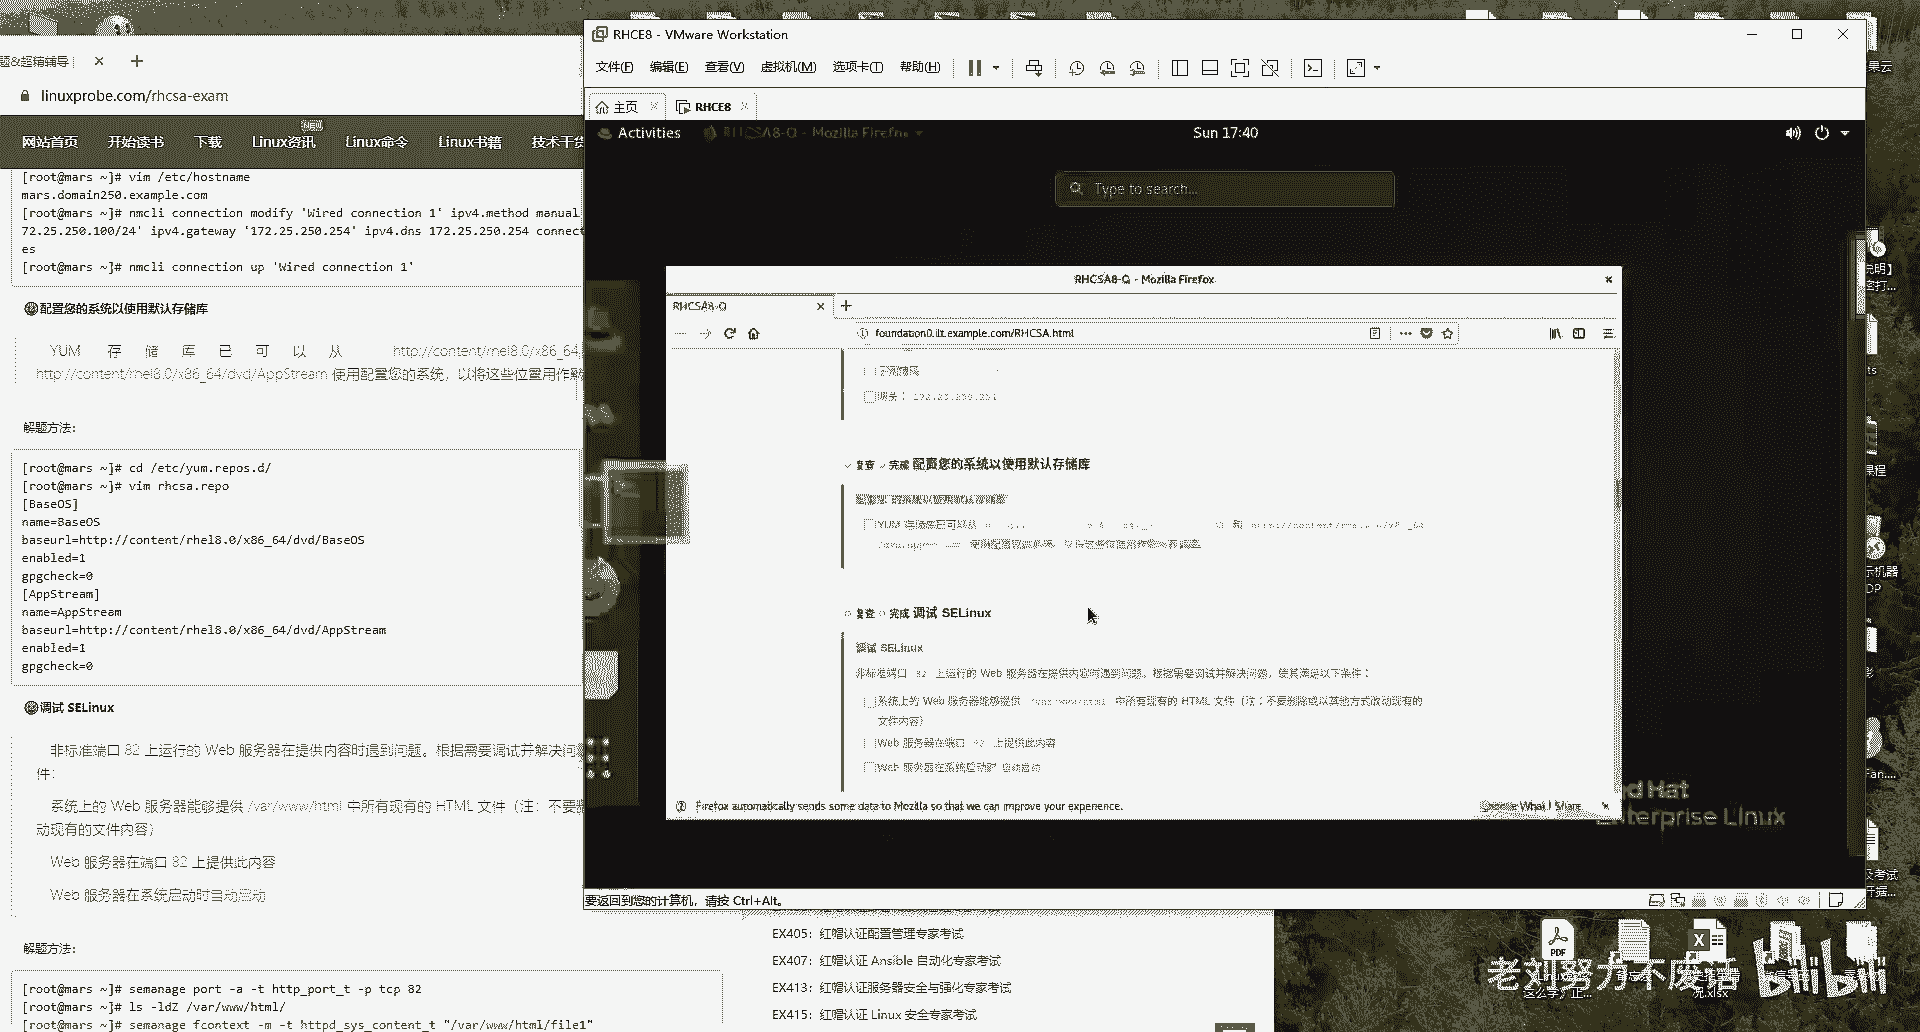 题&超精辅导
linuxprobe.com/rhcsa-exam
网站首页 开始读书 下载 Linux资讯 NEW Linux命令 Linux书籍 技术干货
[root@mars ~]# vim /etc/hostname
mars.domain250.example.com
[root@mars ~]# nmcli connection modify 'Wired connection 1' ipv4.method manual
72.25.250.100/24' ipv4.gateway '172.25.250.254' ipv4.dns 172.25.250.254 connect
es
[root@mars ~]# nmcli connection up 'Wired connection 1'
配置您的系统以使用默认存储库
YUM 存储库已可以从 http://content/rhel8.0/x86_64/
http://content/rhel8.0/x86_64/dvd/AppStream 使用配置您的系统，以将这些位置用作默
解题方法：
[root@mars ~]# cd /etc/yum.repos.d/
[root@mars ~]# vim rhcsa.repo
[BaseOS]
name=BaseOS
baseurl=http://content/rhel8.0/x86_64/dvd/BaseOS
enabled=1
gpgcheck=0
[AppStream]
name=AppStream
baseurl=http://content/rhel8.0/x86_64/dvd/AppStream
enabled=1
gpgcheck=0
调试 SELinux
非标准端口 82 上运行的 Web 服务器在提供内容时遇到问题。根据需要调试并解决问
件：
系统上的 Web 服务器能够提供 /var/www/html 中所有现有的 HTML 文件（注：不要
动现有的文件内容）
Web 服务器在端口 82 上提供此内容
Web 服务器在系统启动时自动启动
解题方法：
[root@mars ~]# semanage port -a -t http_port_t -p tcp 82
[root@mars ~]# ls -ldZ /var/www/html/
[root@mars ~]# semanage fcontext -m -t httpd_sys_content_t "/var/www/html/file1"
RHCE8 - VMware Workstation
文件(F) 编辑(E) 查看(V) 虚拟机(M) 选项卡(T) 帮助(H)
主页 RHCE8
Activities RHCSA8-Q - Mozilla Firefox Sun 17:40
Type to search...
RHCSA8-Q - Mozilla Firefox
RHCSA8-Q
foundation0.ilt.example.com/RHCSA.html
子网掩码
网关：
复查 完成 配置您的系统以使用默认存储库
YUM 存储库已可以从
复查 完成 调试 SELinux
调试 SELinux
非标准端口 82 上运行的 Web 服务器在提供内容时遇到问题。根据需要调试并解决问题，使其满足以下条件：
系统上的 Web 服务器能够提供 /var/www/html 中所有现有的 HTML 文件（注：不要删除或以其他方式改动现有的
文件内容）
Web 服务器在端口 82 上提供此内容
Web 服务器在系统启动时自动启动
Firefox automatically sends some data to Mozilla so that we can improve your experience. Choose What I Share
Enterprise Linux
要返回到您的计算机，请按 Ctrl+Alt。
EX405：红帽认证配置管理专家考试
EX407：红帽认证 Ansible 自动化专家考试
EX413：红帽认证服务器安全与强化专家考试
EX415：红帽认证 Linux 安全专家考试
果云
PDF
老刘努力不废话
bilibili